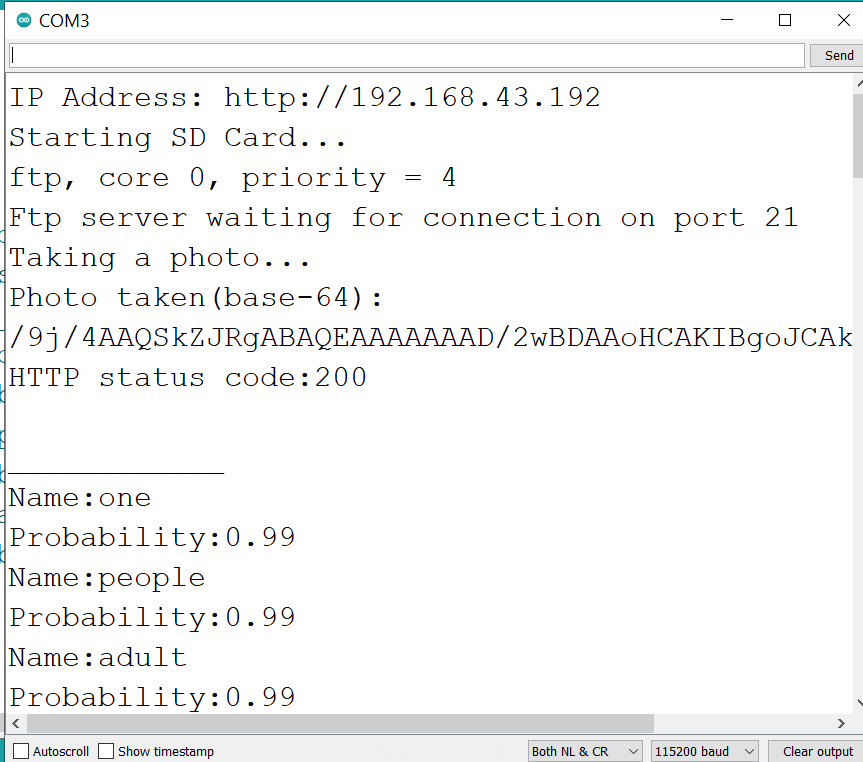 COM3
Send
IP Address: http://192.168.43.192
Starting SD Card...
ftp, core 0, priority = 4
Ftp server waiting for connection on port 21
Taking a photo...
Photo taken(base-64):
/9j/4AAQSkZJRgABAQEAAAAAAAD/2wBDAAoHCAKIBgoJCAk
HTTP status code:200
____________
Name:one
Probability:0.99
Name:people
Probability:0.99
Name:adult
Probability:0.99
Autoscroll Show timestamp Both NL & CR 115200 baud Clear output